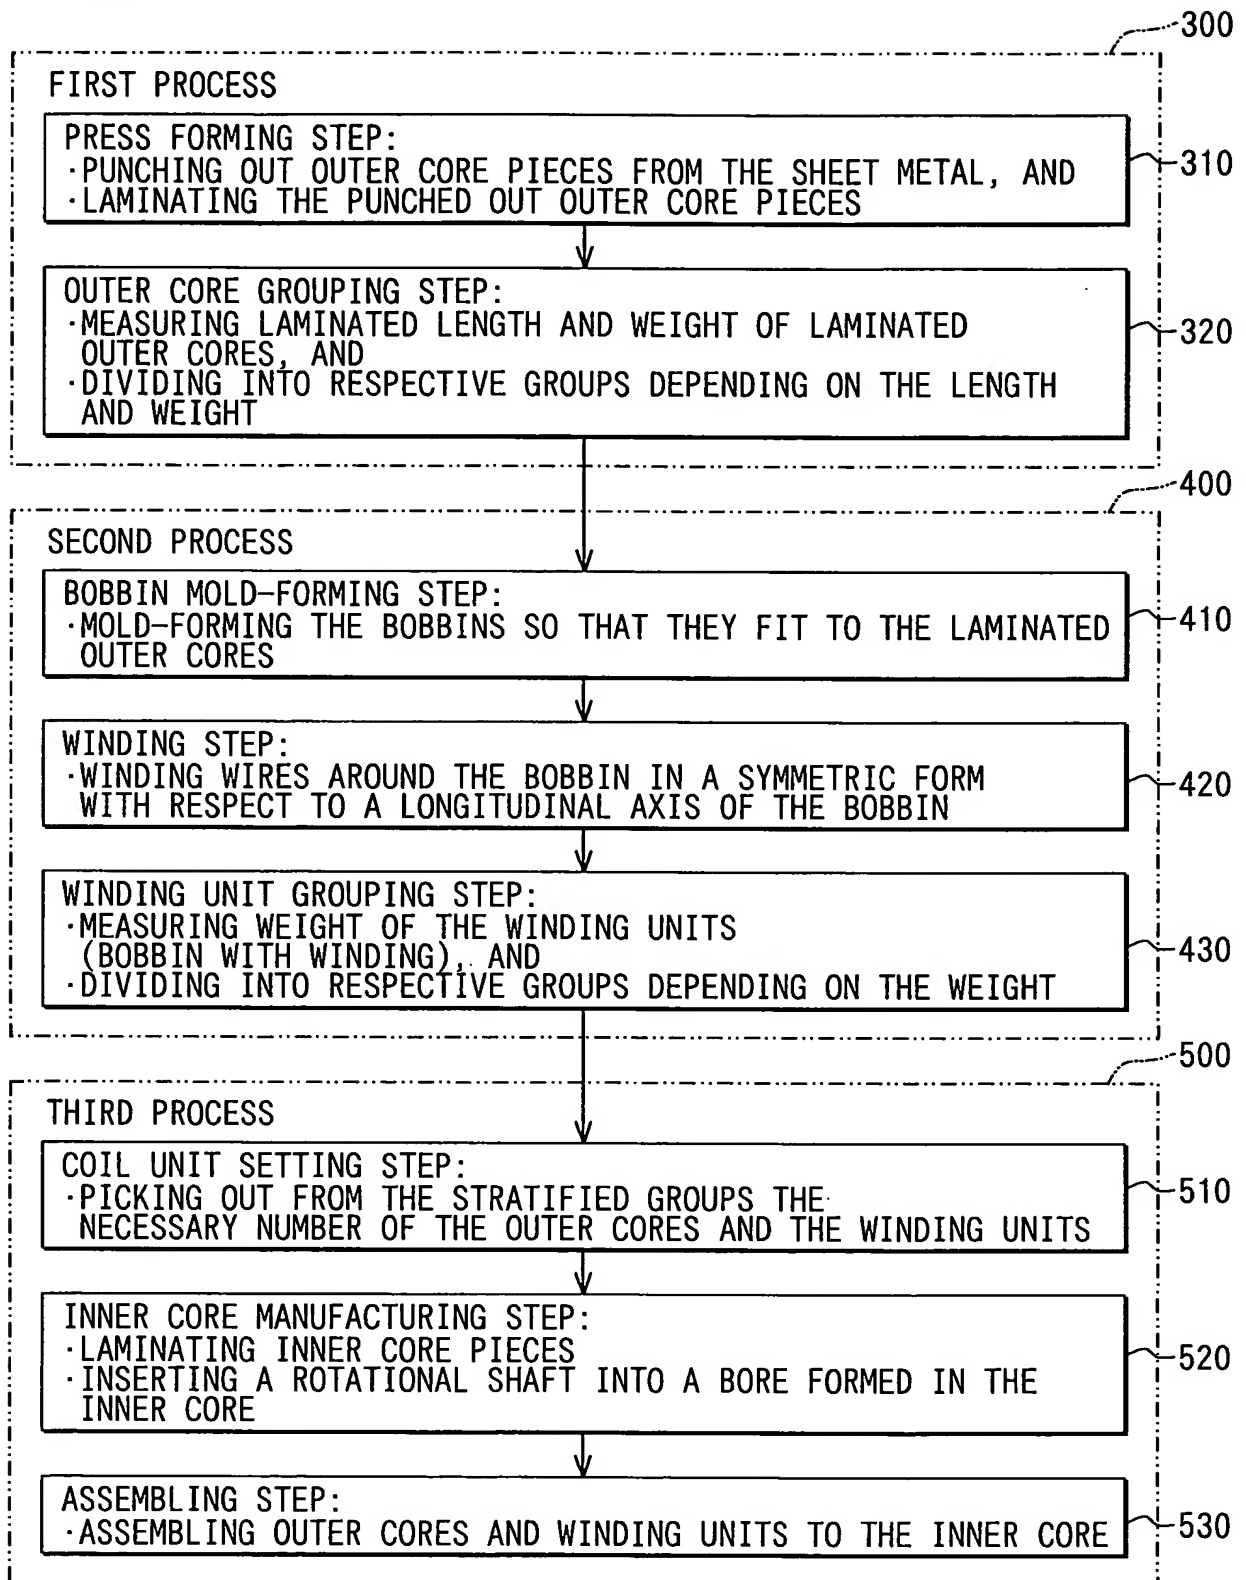 300
FIRST PROCESS
PRESS FORMING STEP:
·PUNCHING OUT OUTER CORE PIECES FROM THE SHEET METAL, AND
·LAMINATING THE PUNCHED OUT OUTER CORE PIECES
310
OUTER CORE GROUPING STEP:
·MEASURING LAMINATED LENGTH AND WEIGHT OF LAMINATED
OUTER CORES, AND
·DIVIDING INTO RESPECTIVE GROUPS DEPENDING ON THE LENGTH
AND WEIGHT
320
400
SECOND PROCESS
BOBBIN MOLD-FORMING STEP:
·MOLD-FORMING THE BOBBINS SO THAT THEY FIT TO THE LAMINATED
OUTER CORES
410
WINDING STEP:
·WINDING WIRES AROUND THE BOBBIN IN A SYMMETRIC FORM
WITH RESPECT TO A LONGITUDINAL AXIS OF THE BOBBIN
420
WINDING UNIT GROUPING STEP:
·MEASURING WEIGHT OF THE WINDING UNITS
(BOBBIN WITH WINDING), AND
·DIVIDING INTO RESPECTIVE GROUPS DEPENDING ON THE WEIGHT
430
500
THIRD PROCESS
COIL UNIT SETTING STEP:
·PICKING OUT FROM THE STRATIFIED GROUPS THE
NECESSARY NUMBER OF THE OUTER CORES AND THE WINDING UNITS
510
INNER CORE MANUFACTURING STEP:
·LAMINATING INNER CORE PIECES
·INSERTING A ROTATIONAL SHAFT INTO A BORE FORMED IN THE
INNER CORE
520
ASSEMBLING STEP:
·ASSEMBLING OUTER CORES AND WINDING UNITS TO THE INNER CORE
530